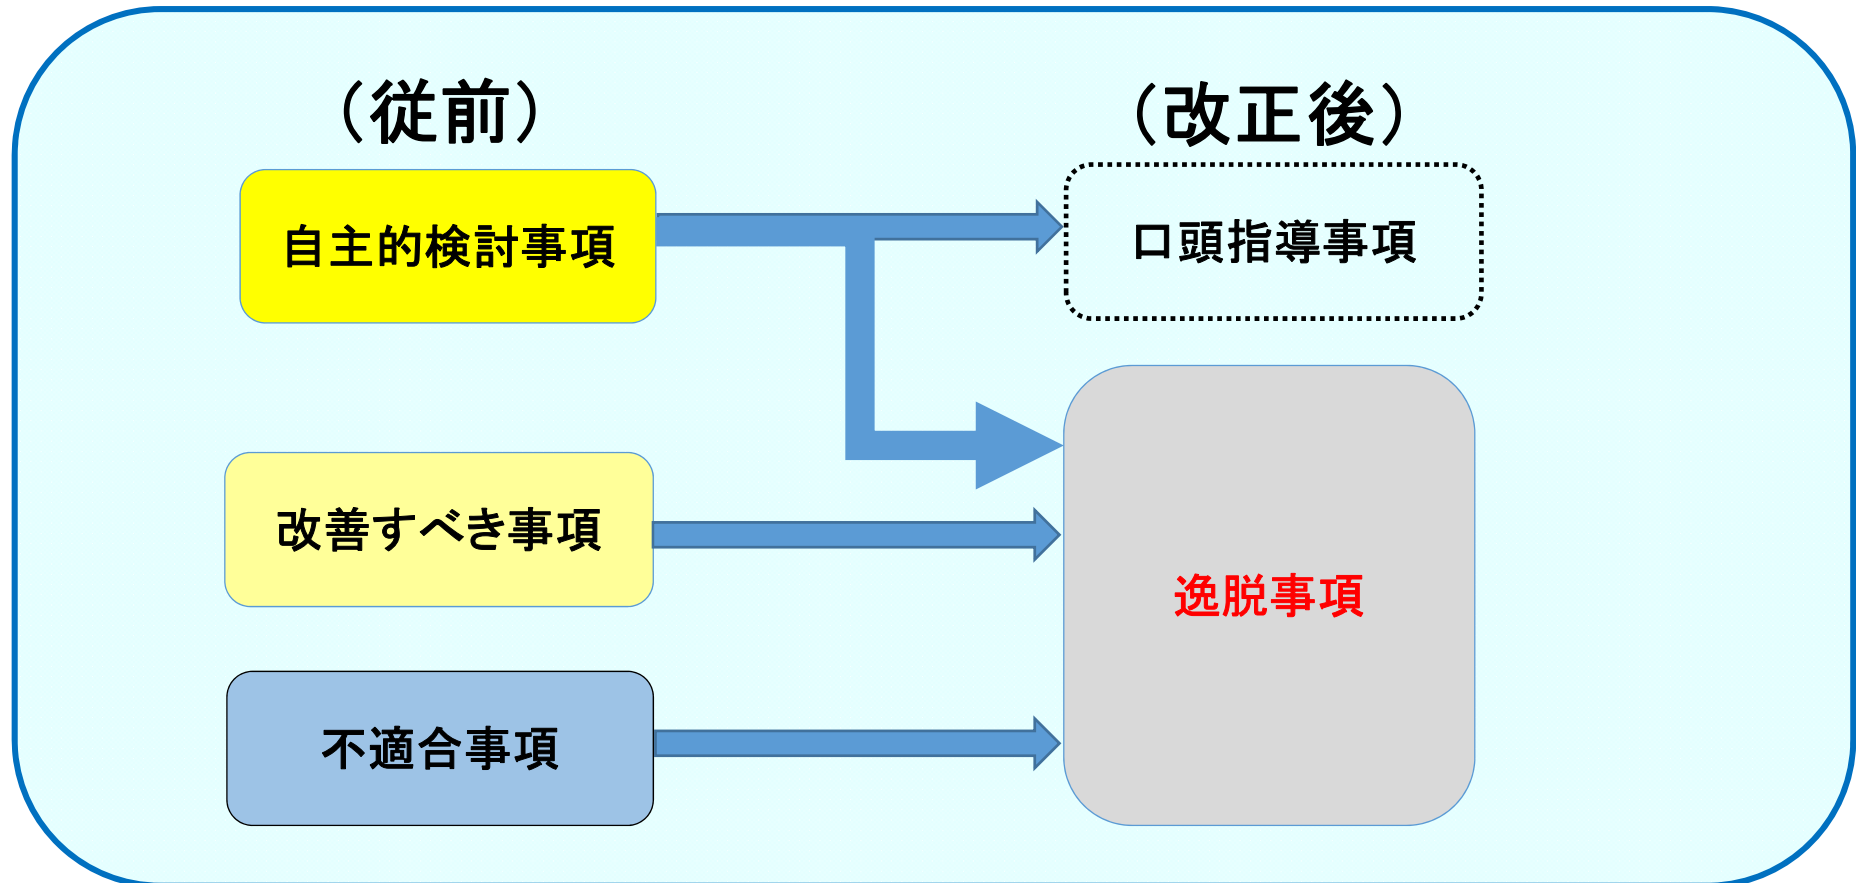 （従前）
（改正後）
自主的検討事項
口頭指導事項
改善すべき事項
逸脱事項
不適合事項